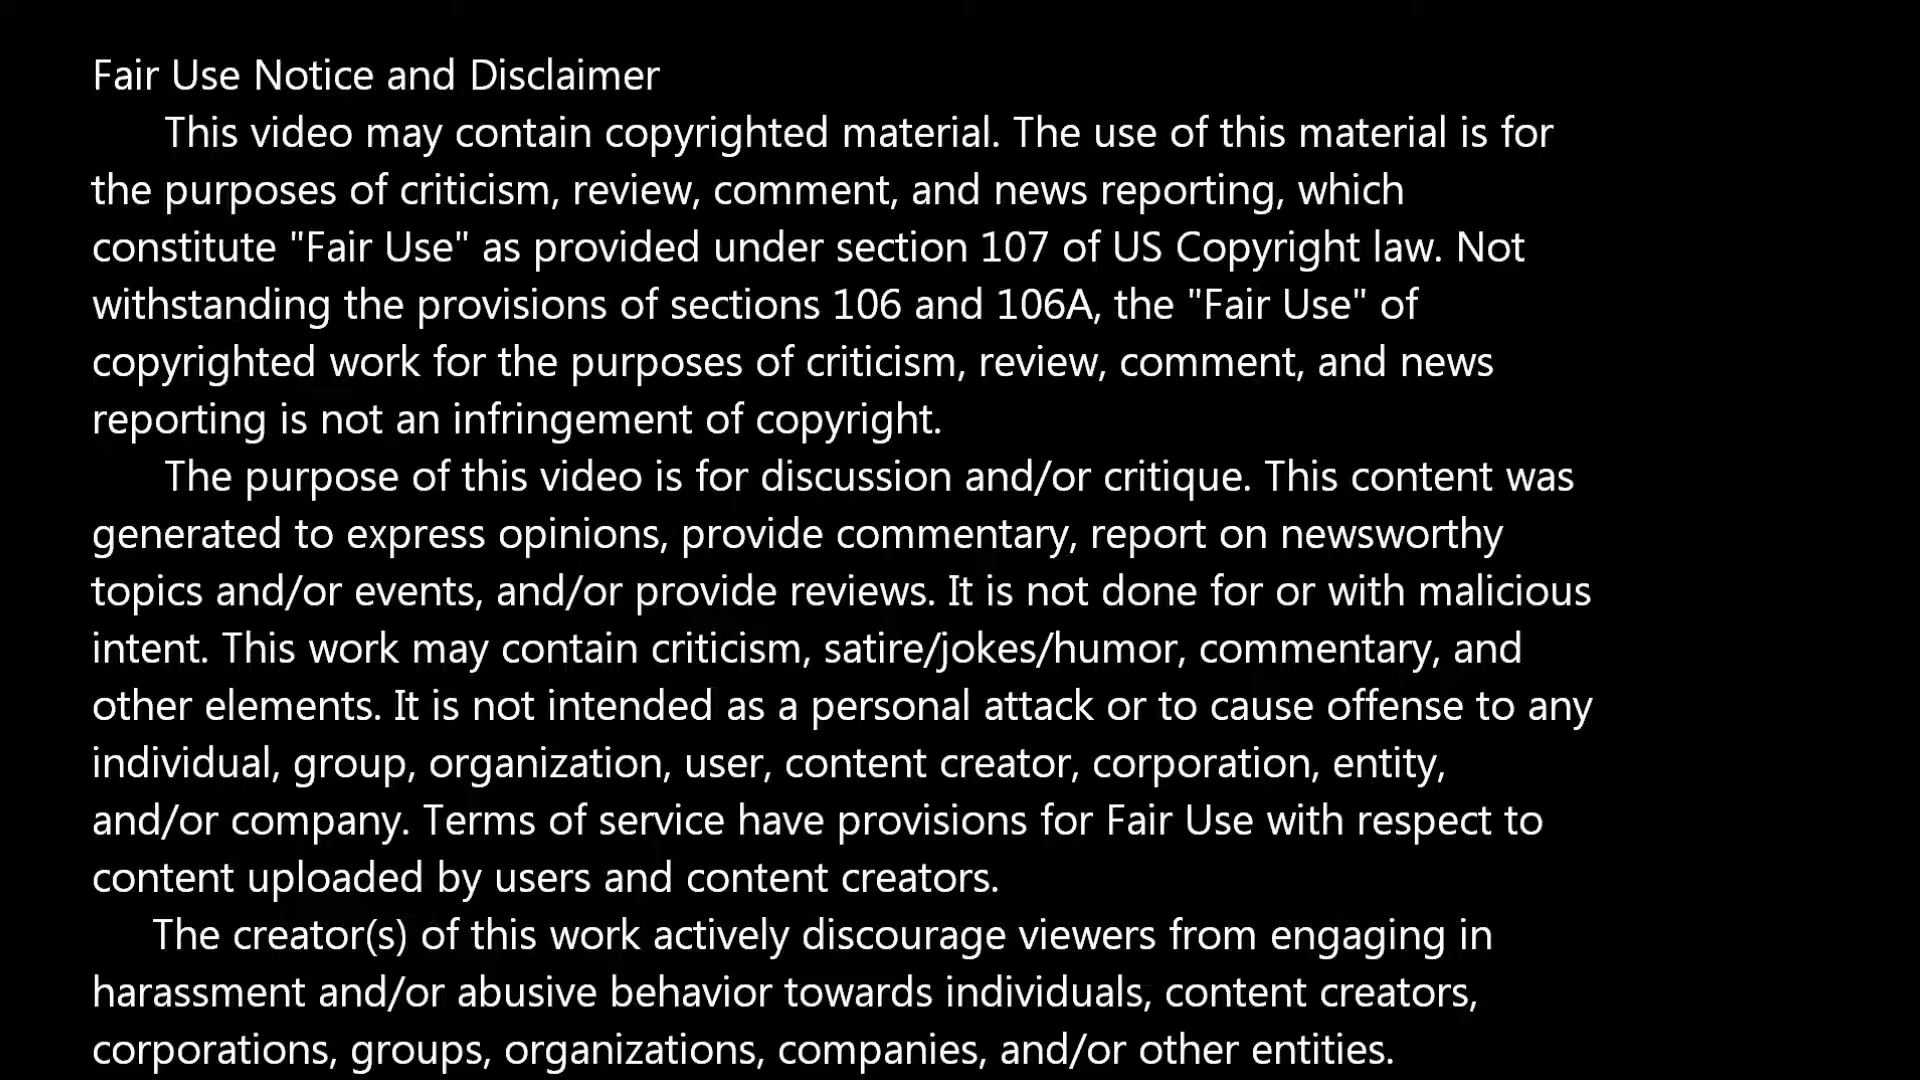 Fair Use Notice and Disclaimer
This video may contain copyrighted material. The use of this material is for
the purposes of criticism, review, comment, and news reporting, which
constitute "Fair Use" as provided under section 107 of US Copyright law. Not
withstanding the provisions of sections 106 and 106A, the "Fair Use" of
copyrighted work for the purposes of criticism, review, comment, and news
reporting is not an infringement of copyright.
The purpose of this video is for discussion and/or critique. This content was
generated to express opinions, provide commentary, report on newsworthy
topics and/or events, and/or provide reviews. It is not done for or with malicious
intent. This work may contain criticism, satire/jokes/humor, commentary, and
other elements. It is not intended as a personal attack or to cause offense to any
individual, group, organization, user, content creator, corporation, entity,
and/or company. Terms of service have provisions for Fair Use with respect to
content uploaded by users and content creators.
The creator(s) of this work actively discourage viewers from engaging in
harassment and/or abusive behavior towards individuals, content creators,
corporations, groups, organizations, companies, and/or other entities.